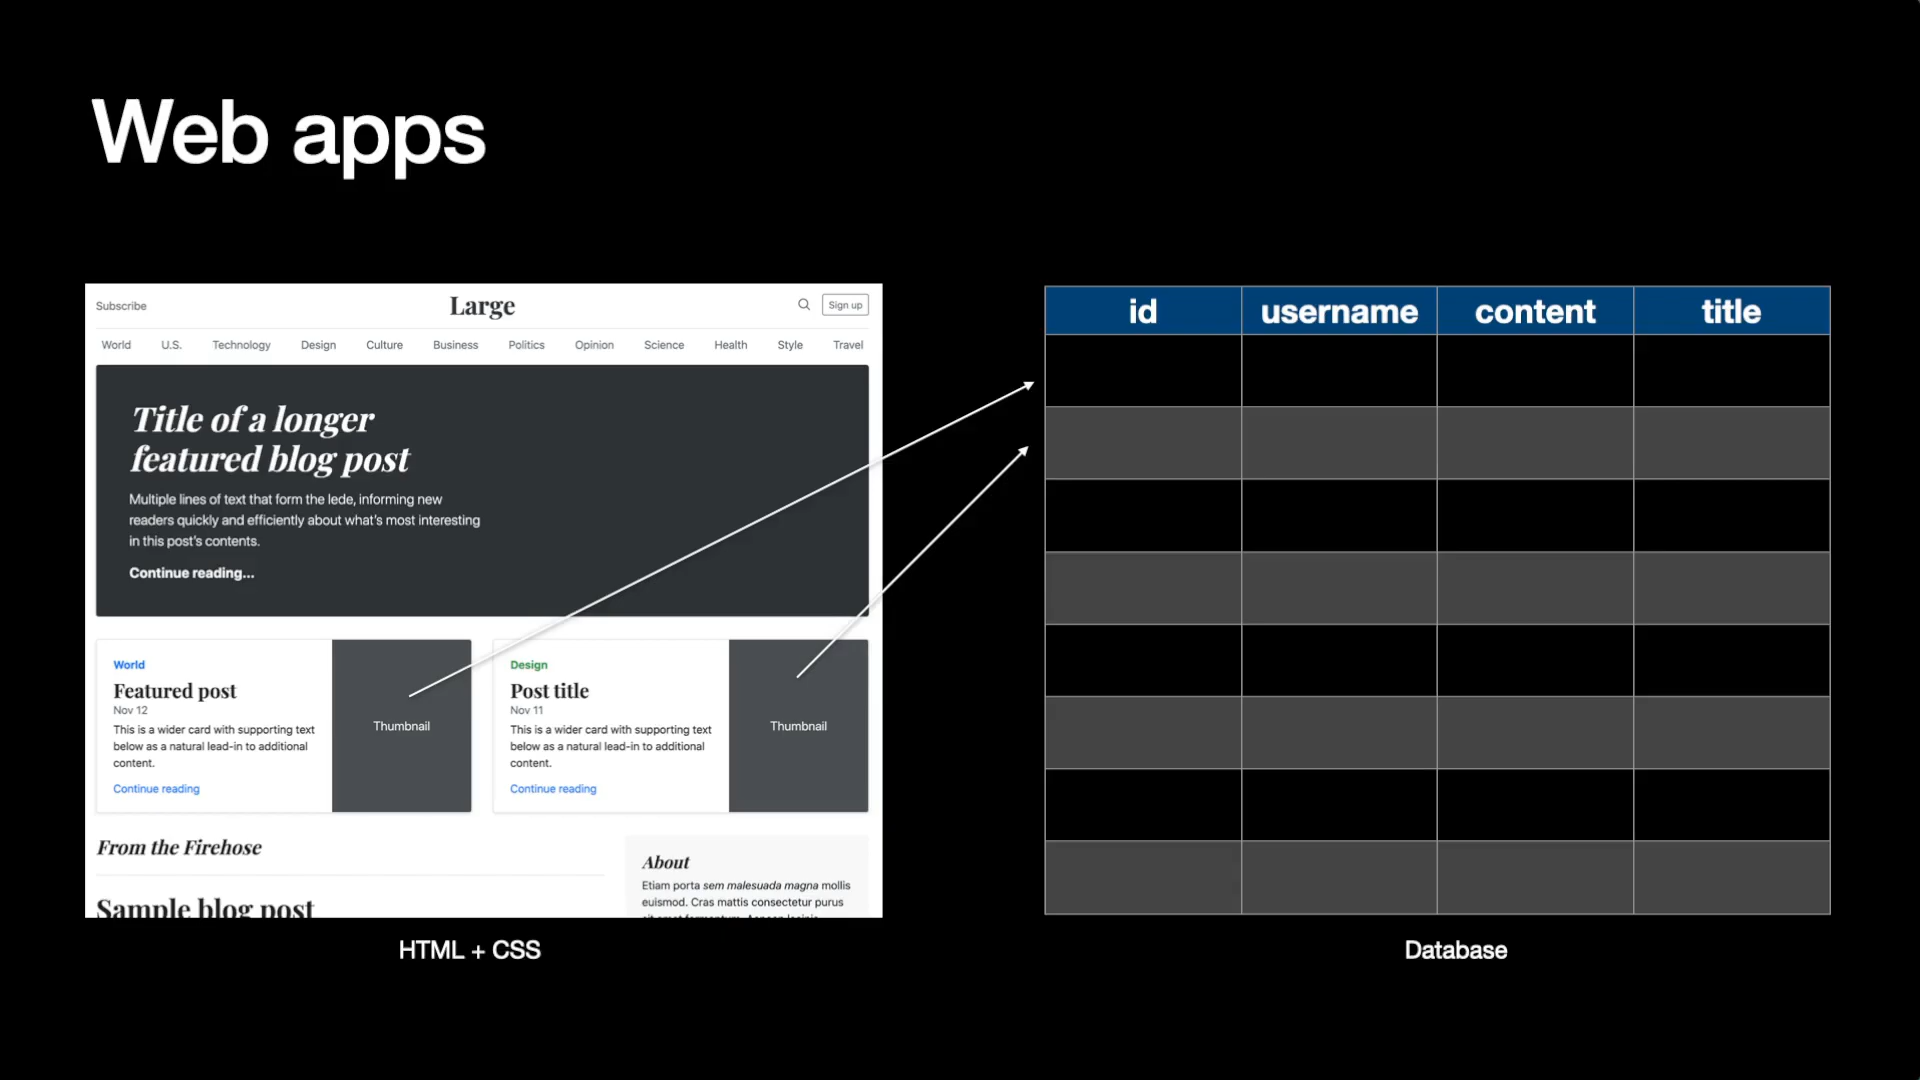 Web apps
Subscribe
Large
Sign up
World U.S. Technology Design Culture Business Politics Opinion Science Health Style Travel
Title of a longer
featured blog post
Multiple lines of text that form the lede, informing new
readers quickly and efficiently about what's most interesting
in this post's contents.
Continue reading...
World
Featured post
Nov 12
This is a wider card with supporting text
below as a natural lead-in to additional
content.
Continue reading
Thumbnail
Design
Post title
Nov 11
This is a wider card with supporting text
below as a natural lead-in to additional
content.
Continue reading
Thumbnail
From the Firehose
Sample blog post
About
Etiam porta sem malesuada magna mollis
euismod. Cras mattis consectetur purus
HTML + CSS
id username content title
Database